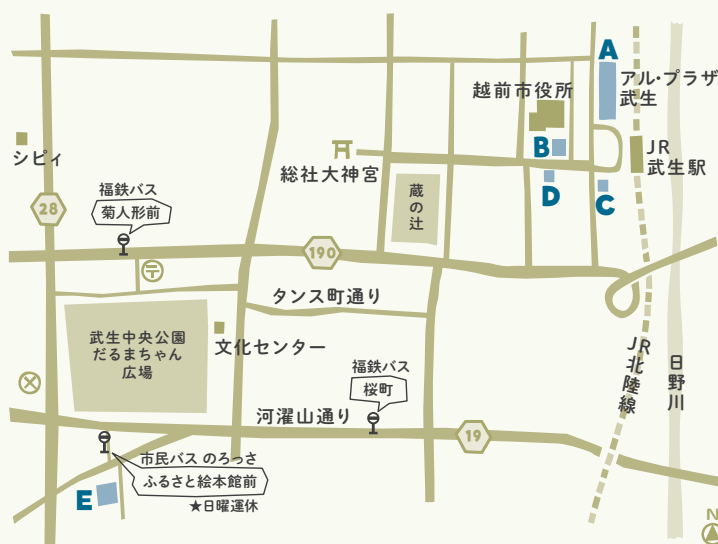 A
アル・プラザ
武生
越前市役所
B
JR
武生駅
シピィ
総社大神宮
D
C
蔵の辻
福鉄バス
菊人形前
28
190
タンス町通り
武生中央公園
だるまちゃん
広場
文化センター
JR北陸線
日野川
福鉄バス
桜町
河濯山通り
19
市民バス のろっさ
ふるさと絵本館前
★日曜運休
E
N